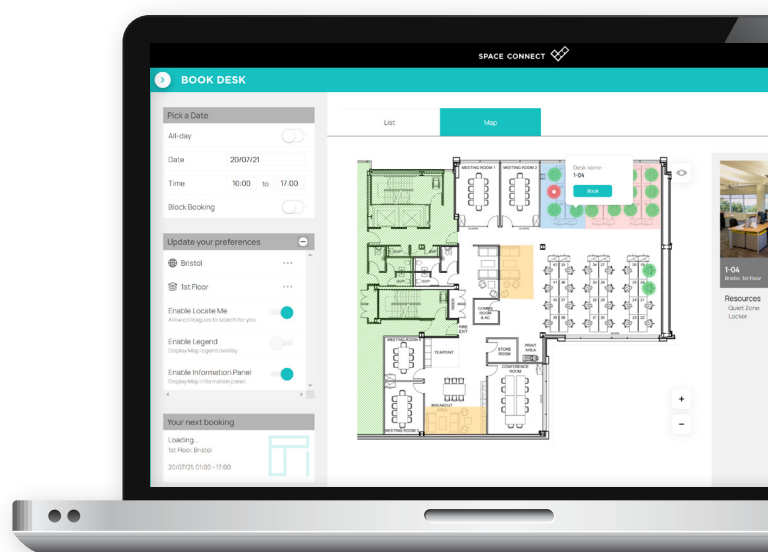 SPACE CONNECT
BOOK DESK
Pick a Date
All-day
Date 20/07/21
Time 10:00 to 17:00
Block Booking
Update your preferences
Bristol
1st Floor
Enable Locate Me
Allow colleagues to search for you.
Enable Legend
Display Map legend overlay.
Enable Information Panel
Display Map Information panel.
Your next booking
Loading...
1st Floor, Bristol
20/07/21, 01:00 - 17:00
List
Map
MEETING ROOM 1
MEETING ROOM 2
Desk name:
1-04
Book
RISER
COMMS
ROOM
& AC
FIRE
EXIT
TEAPOINT
STORE
ROOM
PRINT
AREA
CONFERENCE
ROOM
BREAKOUT
AREA
+
−
1-04
Bristol, 1st Floor
Resources
Quiet Zone
Locker